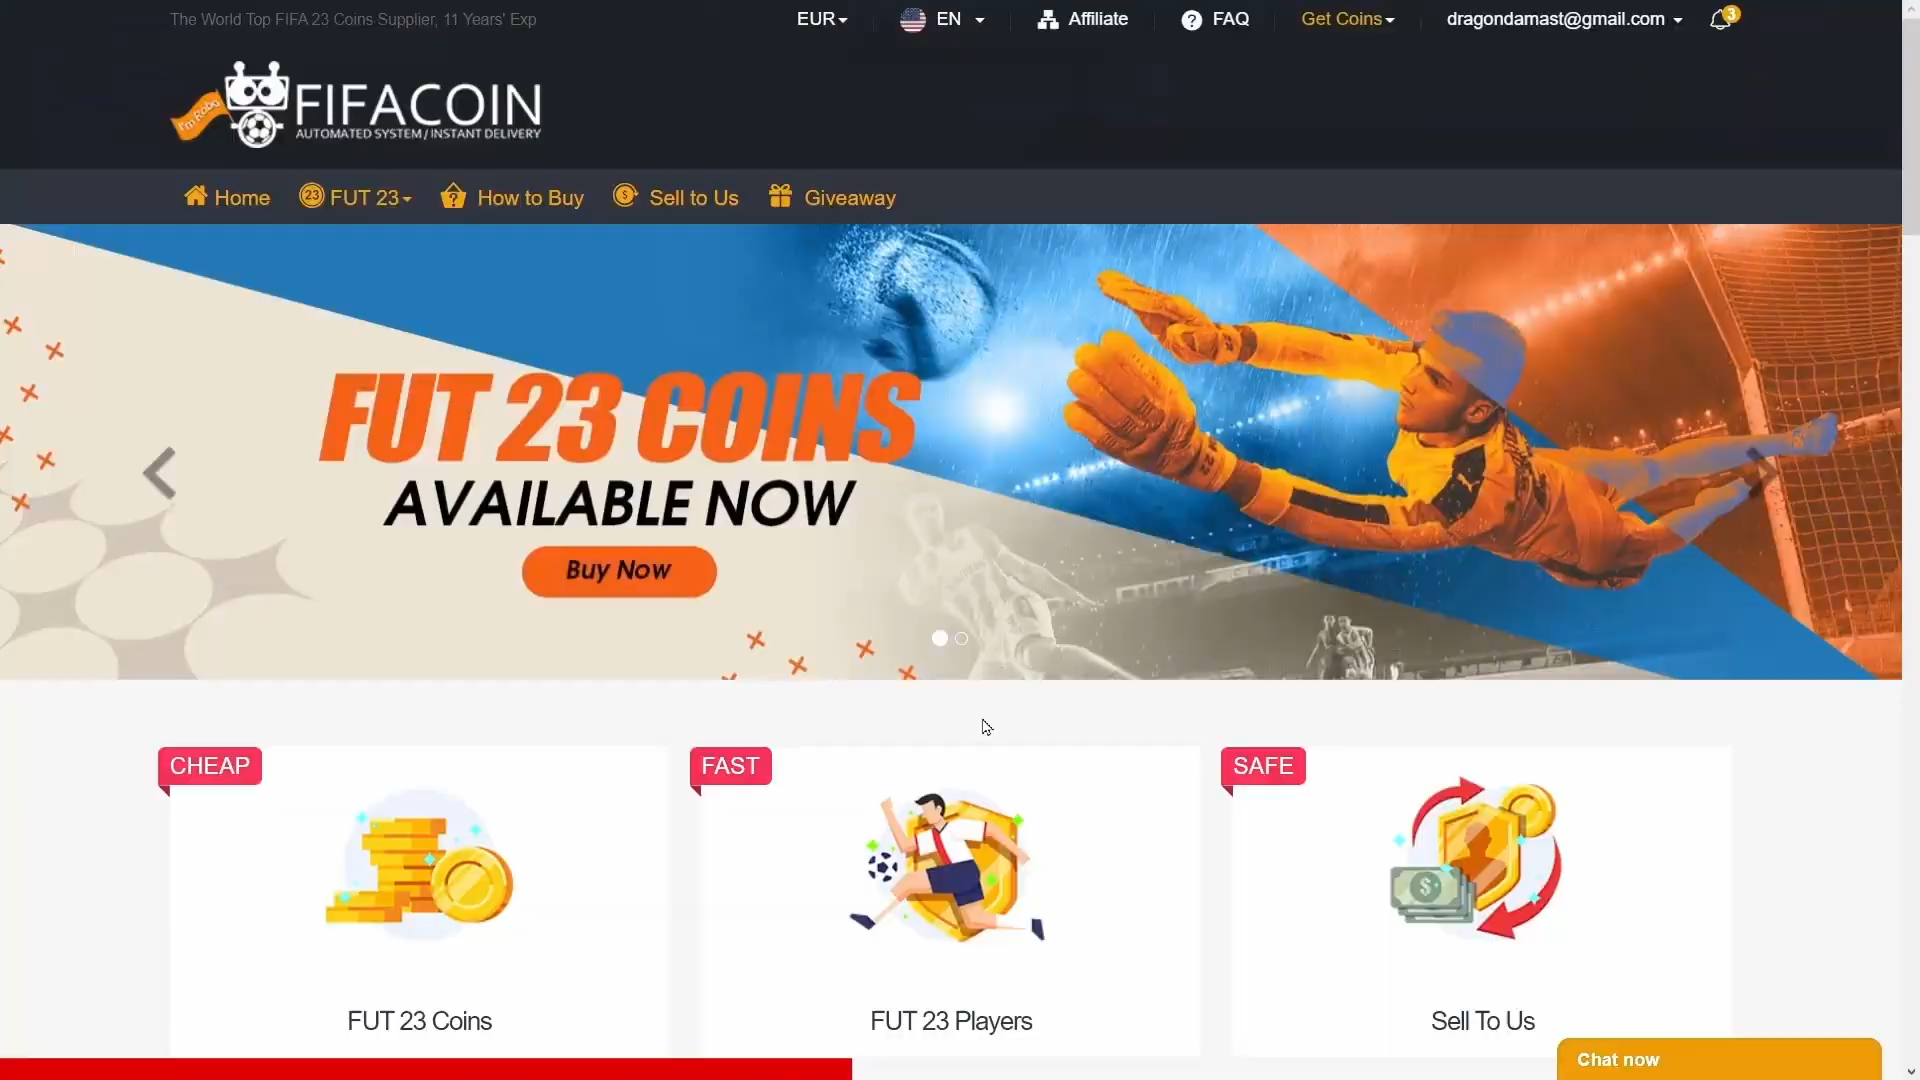 The World Top FIFA 23 Coins Supplier, 11 Years' Exp
EUR
EN
Affiliate
? FAQ
Get Coins
dragondamast@gmail.com
3
I'm Robo
FIFACOIN
AUTOMATED SYSTEM / INSTANT DELIVERY
Home
23 FUT 23
? How to Buy
$ Sell to Us
Giveaway
FUT 23 COINS
AVAILABLE NOW
Buy Now
CHEAP
FAST
SAFE
$
FUT 23 Coins
FUT 23 Players
Sell To Us
Chat now